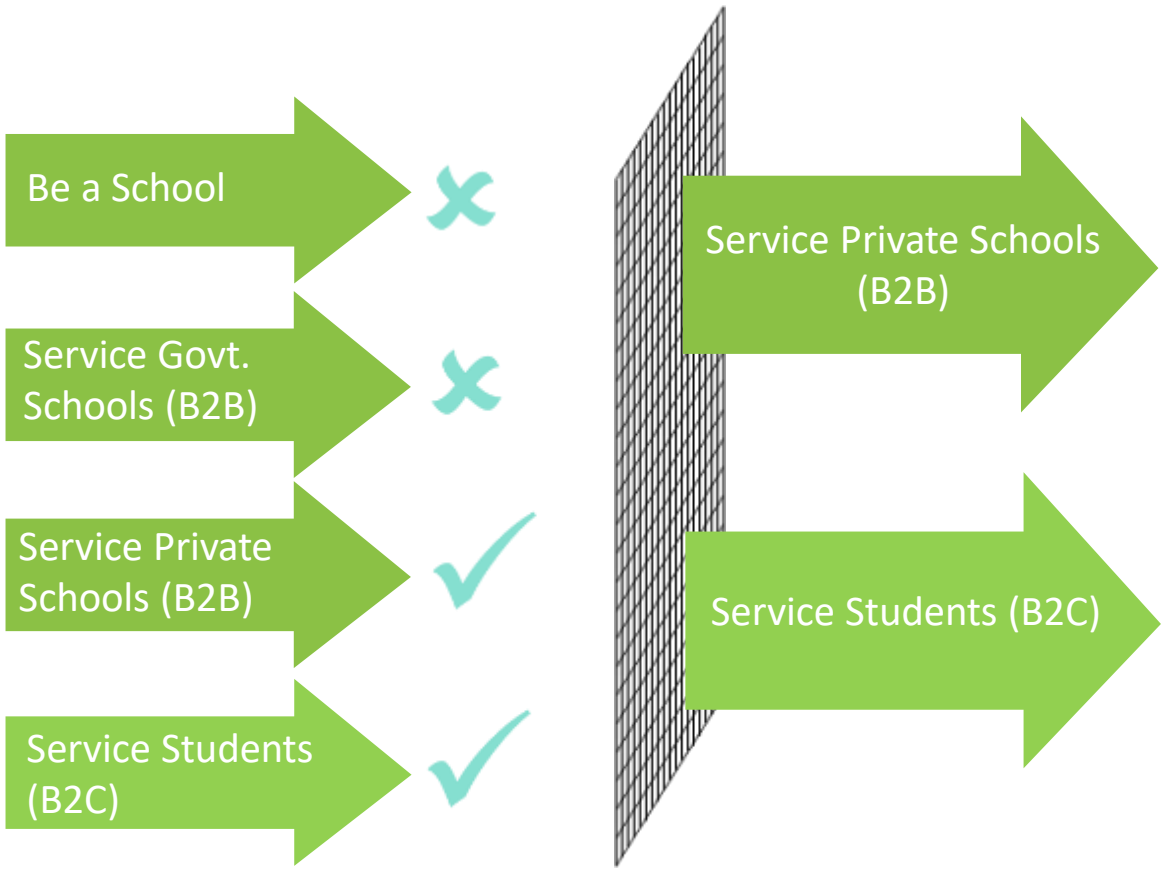 Be a School
Service Govt.
Schools (B2B)
Service Private
Schools (B2B)
Service Students
(B2C)
Service Private Schools
(B2B)
Service Students (B2C)